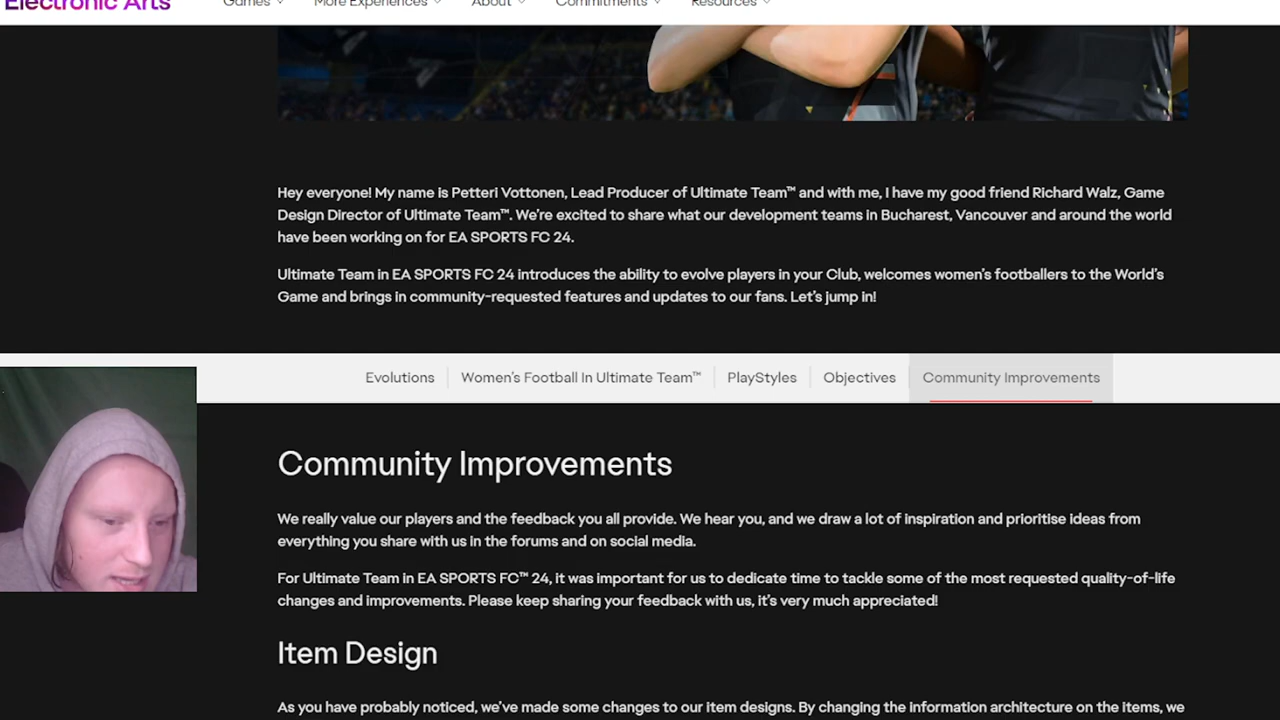 Electronic Arts
Games
More Experiences
About
Commitments
Resources
Hey everyone! My name is Petteri Vottonen, Lead Producer of Ultimate Team™ and with me, I have my good friend Richard Walz, Game
Design Director of Ultimate Team™. We're excited to share what our development teams in Bucharest, Vancouver and around the world
have been working on for EA SPORTS FC 24.
Ultimate Team in EA SPORTS FC 24 introduces the ability to evolve players in your Club, welcomes women's footballers to the World's
Game and brings in community-requested features and updates to our fans. Let's jump in!
Evolutions
Women's Football In Ultimate Team™
PlayStyles
Objectives
Community Improvements
Community Improvements
We really value our players and the feedback you all provide. We hear you, and we draw a lot of inspiration and prioritise ideas from
everything you share with us in the forums and on social media.
For Ultimate Team in EA SPORTS FC™ 24, it was important for us to dedicate time to tackle some of the most requested quality-of-life
changes and improvements. Please keep sharing your feedback with us, it's very much appreciated!
Item Design
As you have probably noticed, we've made some changes to our item designs. By changing the information architecture on the items, we